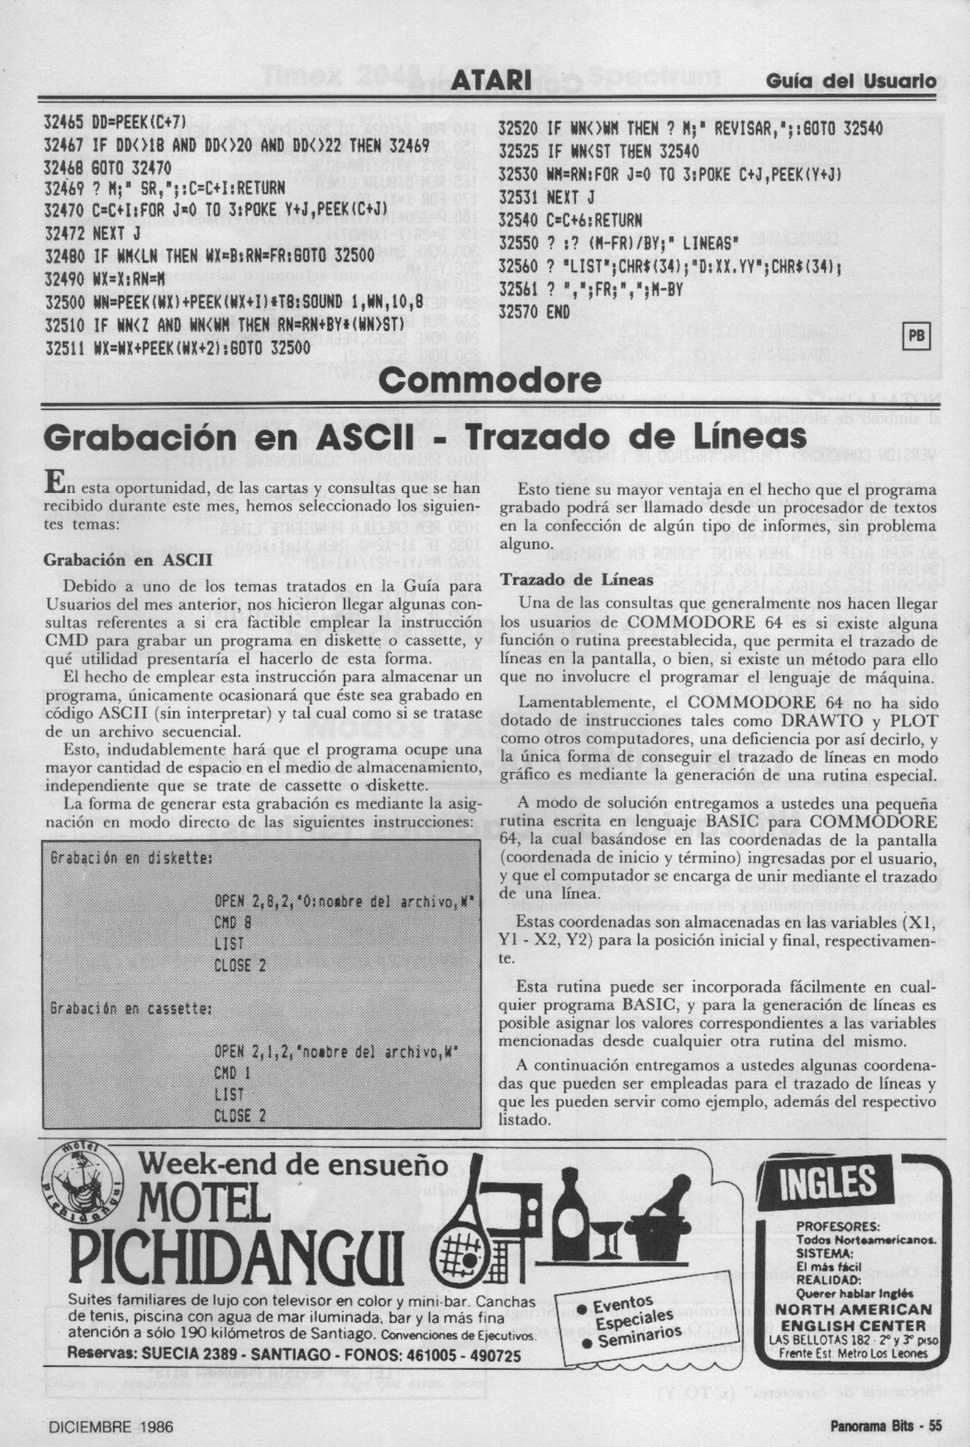 ATARI
Guía del Usuario
32465 DD=PEEK(C+7)
32467 IF DD<>18 AND DD<>20 AND DD<>22 THEN 32469
32468 GOTO 32470
32469 ? M;" SR,";:C=C+I:RETURN
32470 C=C+I:FOR J=0 TO 3:POKE Y+J,PEEK(C+J)
32472 NEXT J
32480 IF WM<LN THEN WX=B:RN=FR:GOTO 32500
32490 WX=X:RN=M
32500 WN=PEEK(WX)+PEEK(WX+I)*T8:SOUND 1,WN,10,8
32510 IF WN<Z AND WN<WM THEN RN=RN+BY*(WN>ST)
32511 WX=WX+PEEK(WX+2):GOTO 32500
32520 IF WN<>WM THEN ? M;" REVISAR,";:GOTO 32540
32525 IF WN<ST THEN 32540
32530 WM=RN:FOR J=0 TO 3:POKE C+J,PEEK(Y+J)
32531 NEXT J
32540 C=C+6:RETURN
32550 ? :? (M-FR)/BY;" LINEAS"
32560 ? "LIST";CHR$(34);"D:XX.YY";CHR$(34);
32561 ? ",";FR;",";M-BY
32570 END
PB
Commodore
Grabación en ASCII - Trazado de Líneas
En esta oportunidad, de las cartas y consultas que se han
recibido durante este mes, hemos seleccionado los siguien-
tes temas:
Grabación en ASCII
Debido a uno de los temas tratados en la Guía para
Usuarios del mes anterior, nos hicieron llegar algunas con-
sultas referentes a si era factible emplear la instrucción
CMD para grabar un programa en diskette o cassette, y
qué utilidad presentaría el hacerlo de esta forma.
El hecho de emplear esta instrucción para almacenar un
programa, únicamente ocasionará que éste sea grabado en
código ASCII (sin interpretar) y tal cual como si se tratase
de un archivo secuencial.
Esto, indudablemente hará que el programa ocupe una
mayor cantidad de espacio en el medio de almacenamiento,
independiente que se trate de cassette o diskette.
La forma de generar esta grabación es mediante la asig-
nación en modo directo de las siguientes instrucciones:
Grabación en diskette:
OPEN 2,8,2,"0:nombre del archivo,W"
CMD 8
LIST
CLOSE 2
Grabación en cassette:
OPEN 2,1,2,"nombre del archivo,W"
CMD 1
LIST
CLOSE 2
Esto tiene su mayor ventaja en el hecho que el programa
grabado podrá ser llamado desde un procesador de textos
en la confección de algún tipo de informes, sin problema
alguno.
Trazado de Líneas
Una de las consultas que generalmente nos hacen llegar
los usuarios de COMMODORE 64 es si existe alguna
función o rutina preestablecida, que permita el trazado de
líneas en la pantalla, o bien, si existe un método para ello
que no involucre el programar el lenguaje de máquina.
Lamentablemente, el COMMODORE 64 no ha sido
dotado de instrucciones tales como DRAWTO y PLOT
como otros computadores, una deficiencia por así decirlo, y
la única forma de conseguir el trazado de líneas en modo
gráfico es mediante la generación de una rutina especial.
A modo de solución entregamos a ustedes una pequeña
rutina escrita en lenguaje BASIC para COMMODORE
64, la cual basándose en las coordenadas de la pantalla
(coordenada de inicio y término) ingresadas por el usuario,
y que el computador se encarga de unir mediante el trazado
de una línea.
Estas coordenadas son almacenadas en las variables (X1,
Y1 - X2, Y2) para la posición inicial y final, respectivamen-
te.
Esta rutina puede ser incorporada fácilmente en cual-
quier programa BASIC, y para la generación de líneas es
posible asignar los valores correspondientes a las variables
mencionadas desde cualquier otra rutina del mismo.
A continuación entregamos a ustedes algunas coordena-
das que pueden ser empleadas para el trazado de líneas y
que les pueden servir como ejemplo, además del respectivo
listado.
motel
pichidangui
Week-end de ensueño
MOTEL
PICHIDANGUI
Suites familiares de lujo con televisor en color y mini-bar. Canchas
de tenis, piscina con agua de mar iluminada, bar y la más fina
atención a sólo 190 kilómetros de Santiago. Convenciones de Ejecutivos.
Reservas: SUECIA 2389 - SANTIAGO - FONOS: 461005 - 490725
● Eventos
Especiales
● Seminarios
INGLES
PROFESORES:
Todos Norteamericanos.
SISTEMA:
El más fácil
REALIDAD:
Querer hablar Inglés
NORTH AMERICAN
ENGLISH CENTER
LAS BELLOTAS 182 - 2º y 3º piso
Frente Est. Metro Los Leones
DICIEMBRE 1986
Panorama Bits - 55